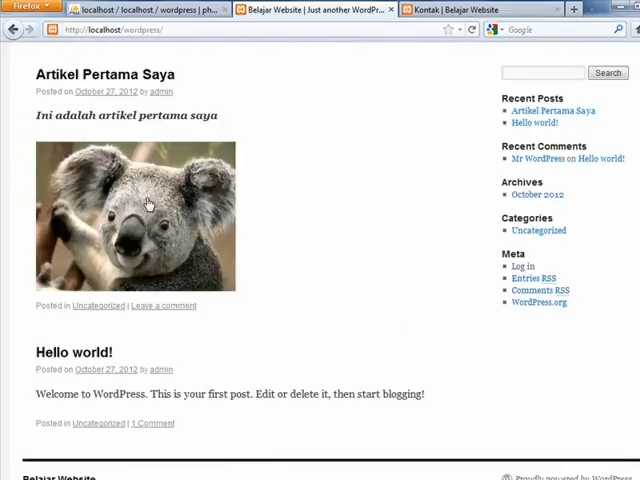 Firefox
localhost / localhost / wordpress | ph...
Belajar Website | Just another WordPr...
Kontak | Belajar Website
http://localhost/wordpress/
Google
Artikel Pertama Saya
Posted on October 27, 2012 by admin
Ini adalah artikel pertama saya
Posted in Uncategorized | Leave a comment
Hello world!
Posted on October 27, 2012 by admin
Welcome to WordPress. This is your first post. Edit or delete it, then start blogging!
Posted in Uncategorized | 1 Comment
Search
Recent Posts
Artikel Pertama Saya
Hello world!
Recent Comments
Mr WordPress on Hello world!
Archives
October 2012
Categories
Uncategorized
Meta
Log in
Entries RSS
Comments RSS
WordPress.org
Belajar Website
Proudly powered by WordPress.